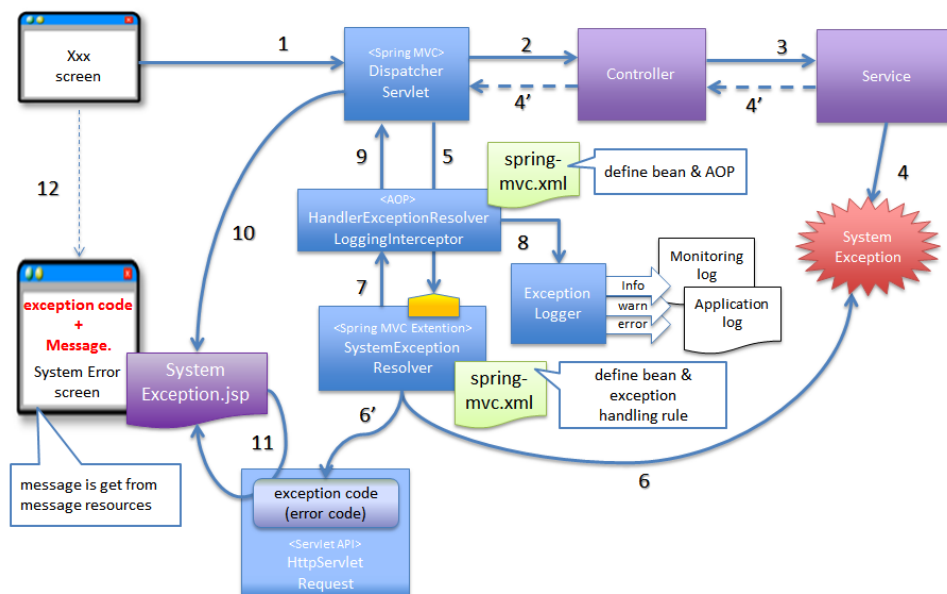 Xxx
screen
1
<Spring MVC>
Dispatcher
Servlet
2
4’
Controller
3
4’
Service
4
System
Exception
9
5
spring-
mvc.xml
define bean & AOP
<AOP>
HandlerExceptionResolver
LoggingInterceptor
12
10
8
7
Exception
Logger
Info
warn
error
Monitoring
log
Application
log
exception code
+
Message.
System Error
screen
System
Exception.jsp
<Spring MVC Extention>
SystemException
Resolver
spring-
mvc.xml
define bean &
exception
handling rule
6’
6
11
message is get from
message resources
exception code
(error code)
<Servlet API>
HttpServlet
Request